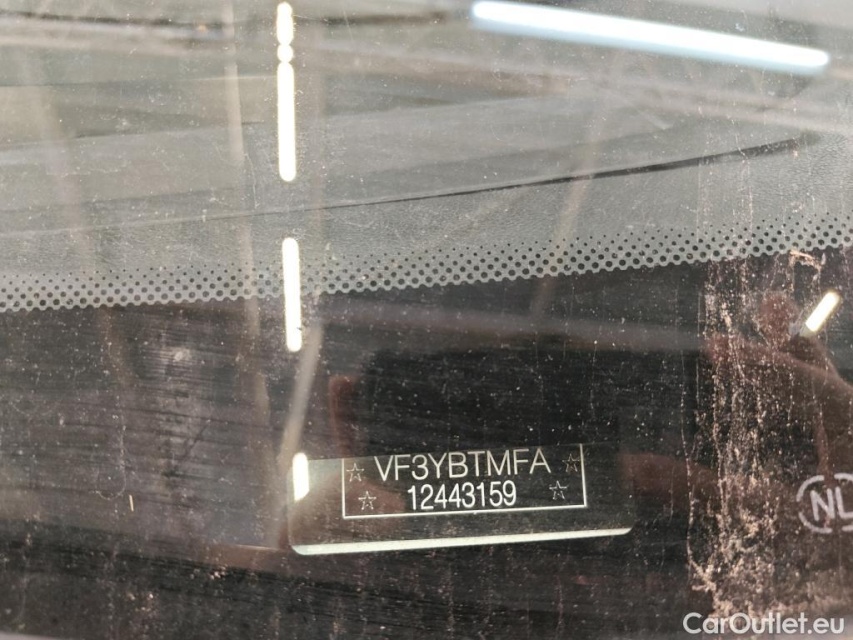 ☆ VF3YBTMFA ☆
☆ 12443159 ☆
NL
CarOutlet.eu